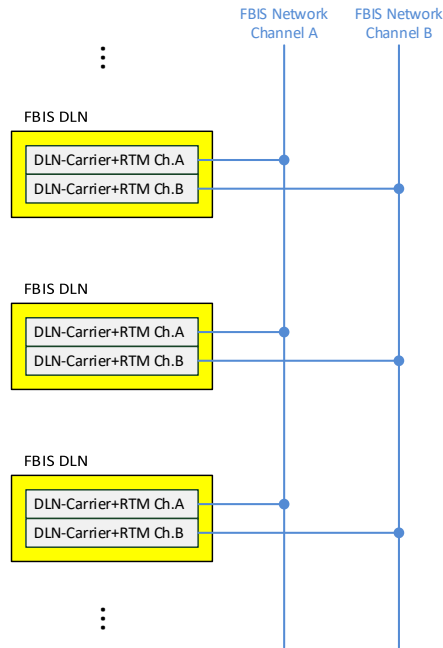 FBIS Network
Channel A
FBIS Network
Channel B
FBIS DLN
DLN-Carrier+RTM Ch.A
DLN-Carrier+RTM Ch.B
FBIS DLN
DLN-Carrier+RTM Ch.A
DLN-Carrier+RTM Ch.B
FBIS DLN
DLN-Carrier+RTM Ch.A
DLN-Carrier+RTM Ch.B